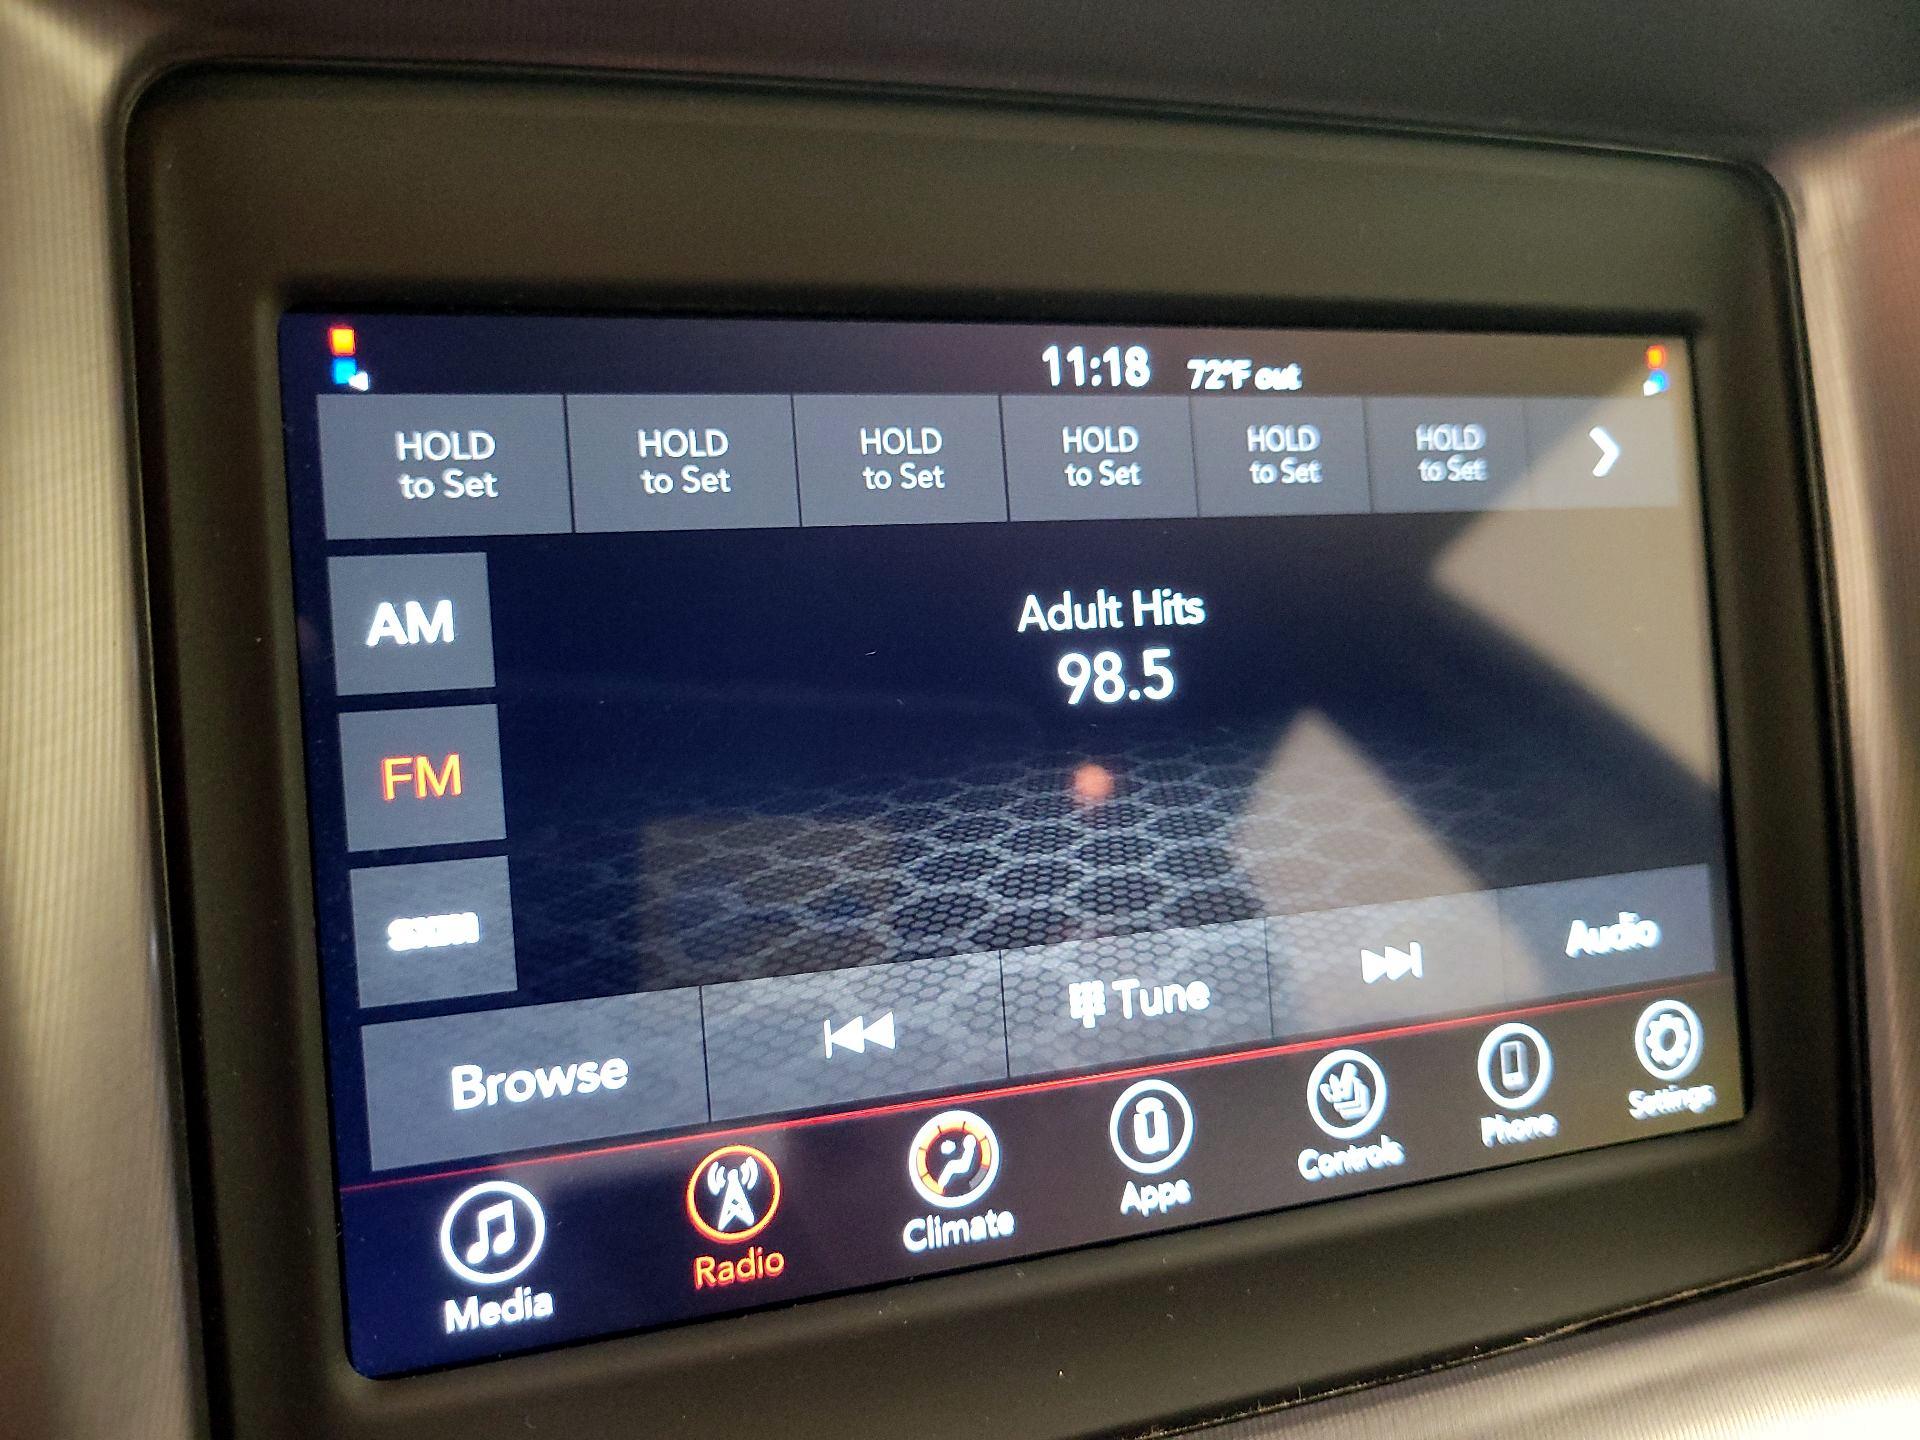 11:18 72°F out
HOLD to Set
HOLD to Set
HOLD to Set
HOLD to Set
HOLD to Set
HOLD to Set
AM
FM
Adult Hits
98.5
Browse
Tune
Audio
Media
Radio
Climate
Apps
Controls
Phone
Settings